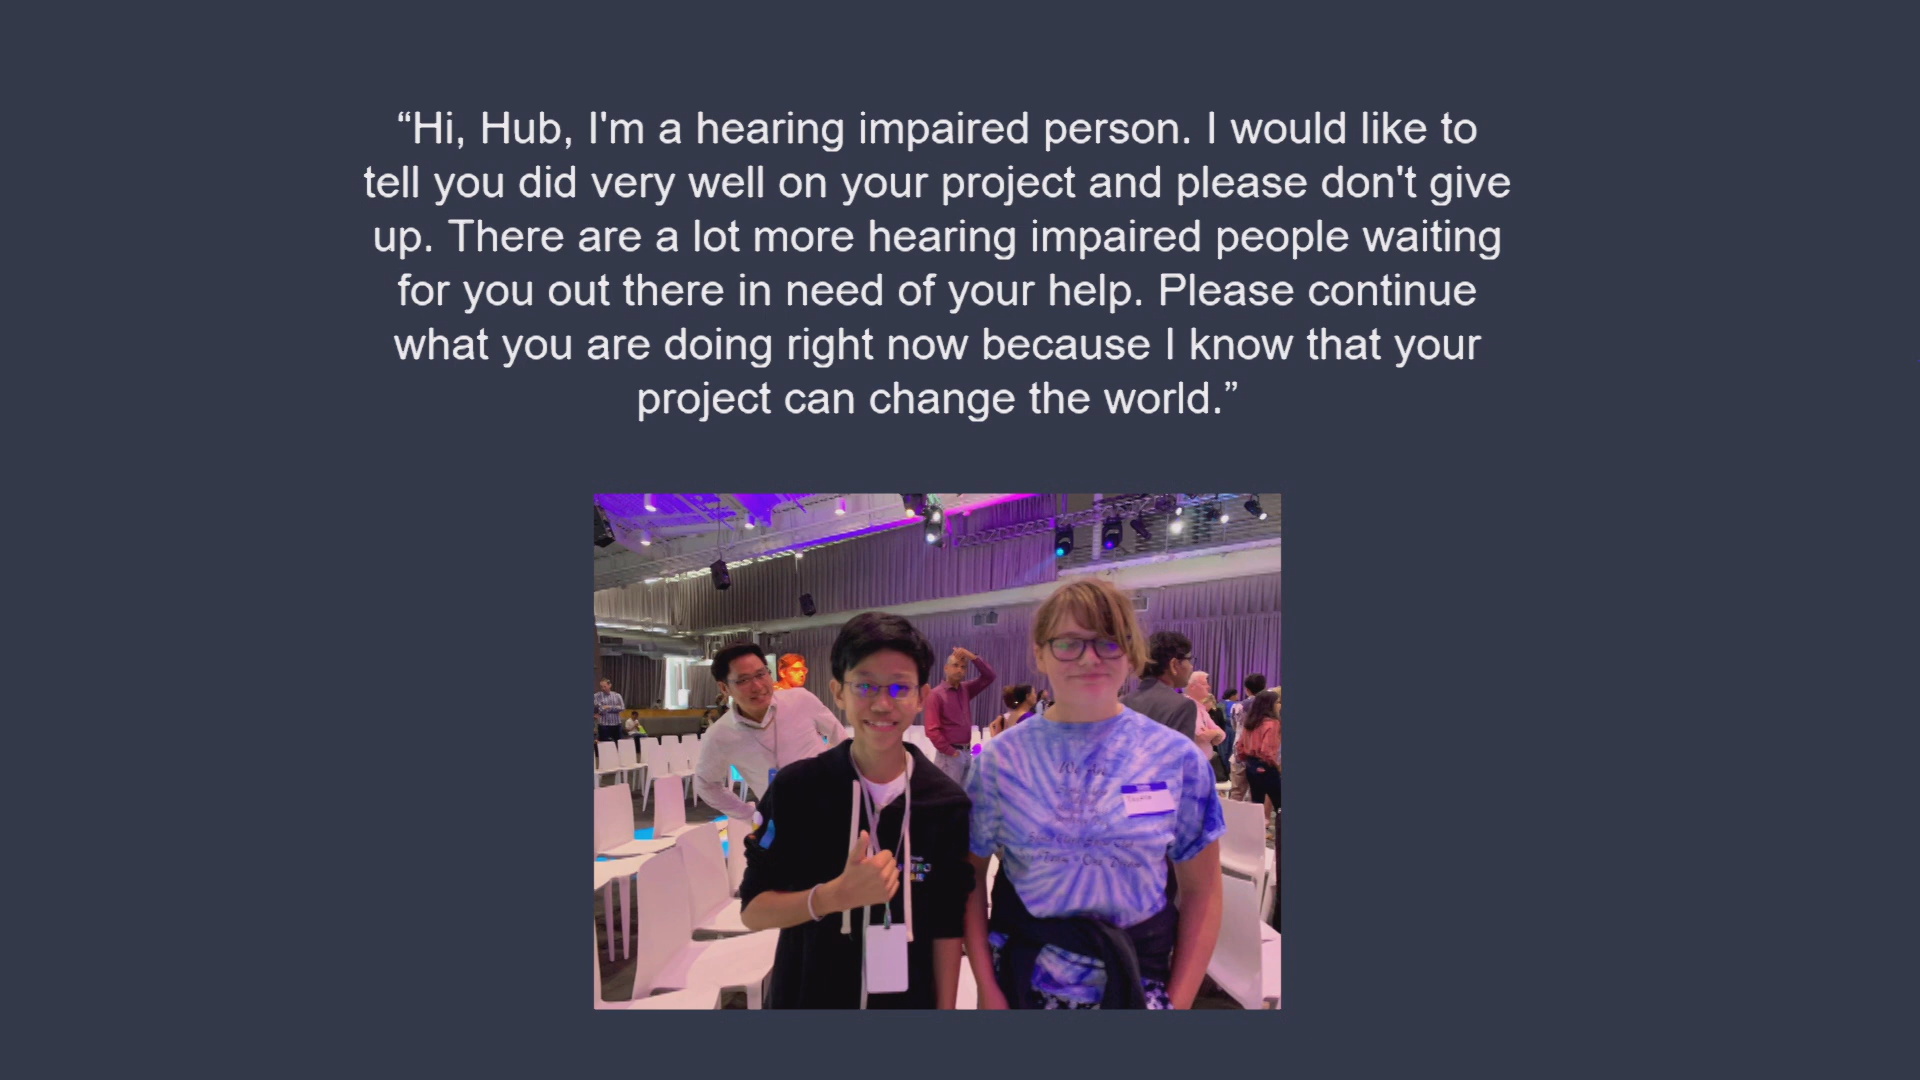 “Hi, Hub, I'm a hearing impaired person. I would like to
tell you did very well on your project and please don't give
up. There are a lot more hearing impaired people waiting
for you out there in need of your help. Please continue
what you are doing right now because I know that your
project can change the world.”
We Are